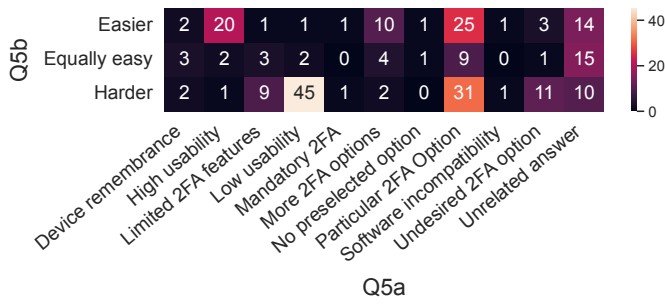 Q5b
Easier 2 20 1 1 1 10 1 25 1 3 14
Equally easy 3 2 3 2 0 4 1 9 0 1 15
Harder 2 1 9 45 1 2 0 31 1 11 10
40
20
0
Device remembrance
High usability
Limited 2FA features
Low usability
Mandatory 2FA
More 2FA options
No preselected option
Particular 2FA Option
Software incompatibility
Undesired 2FA option
Unrelated answer
Q5a